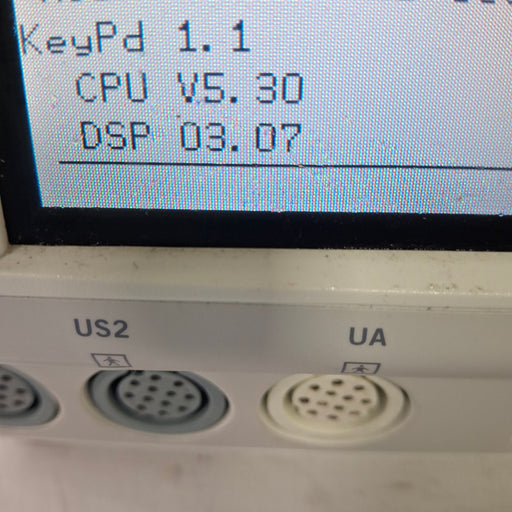 KeyPd 1.1
CPU V5.30
DSP 03.07
US2
UA